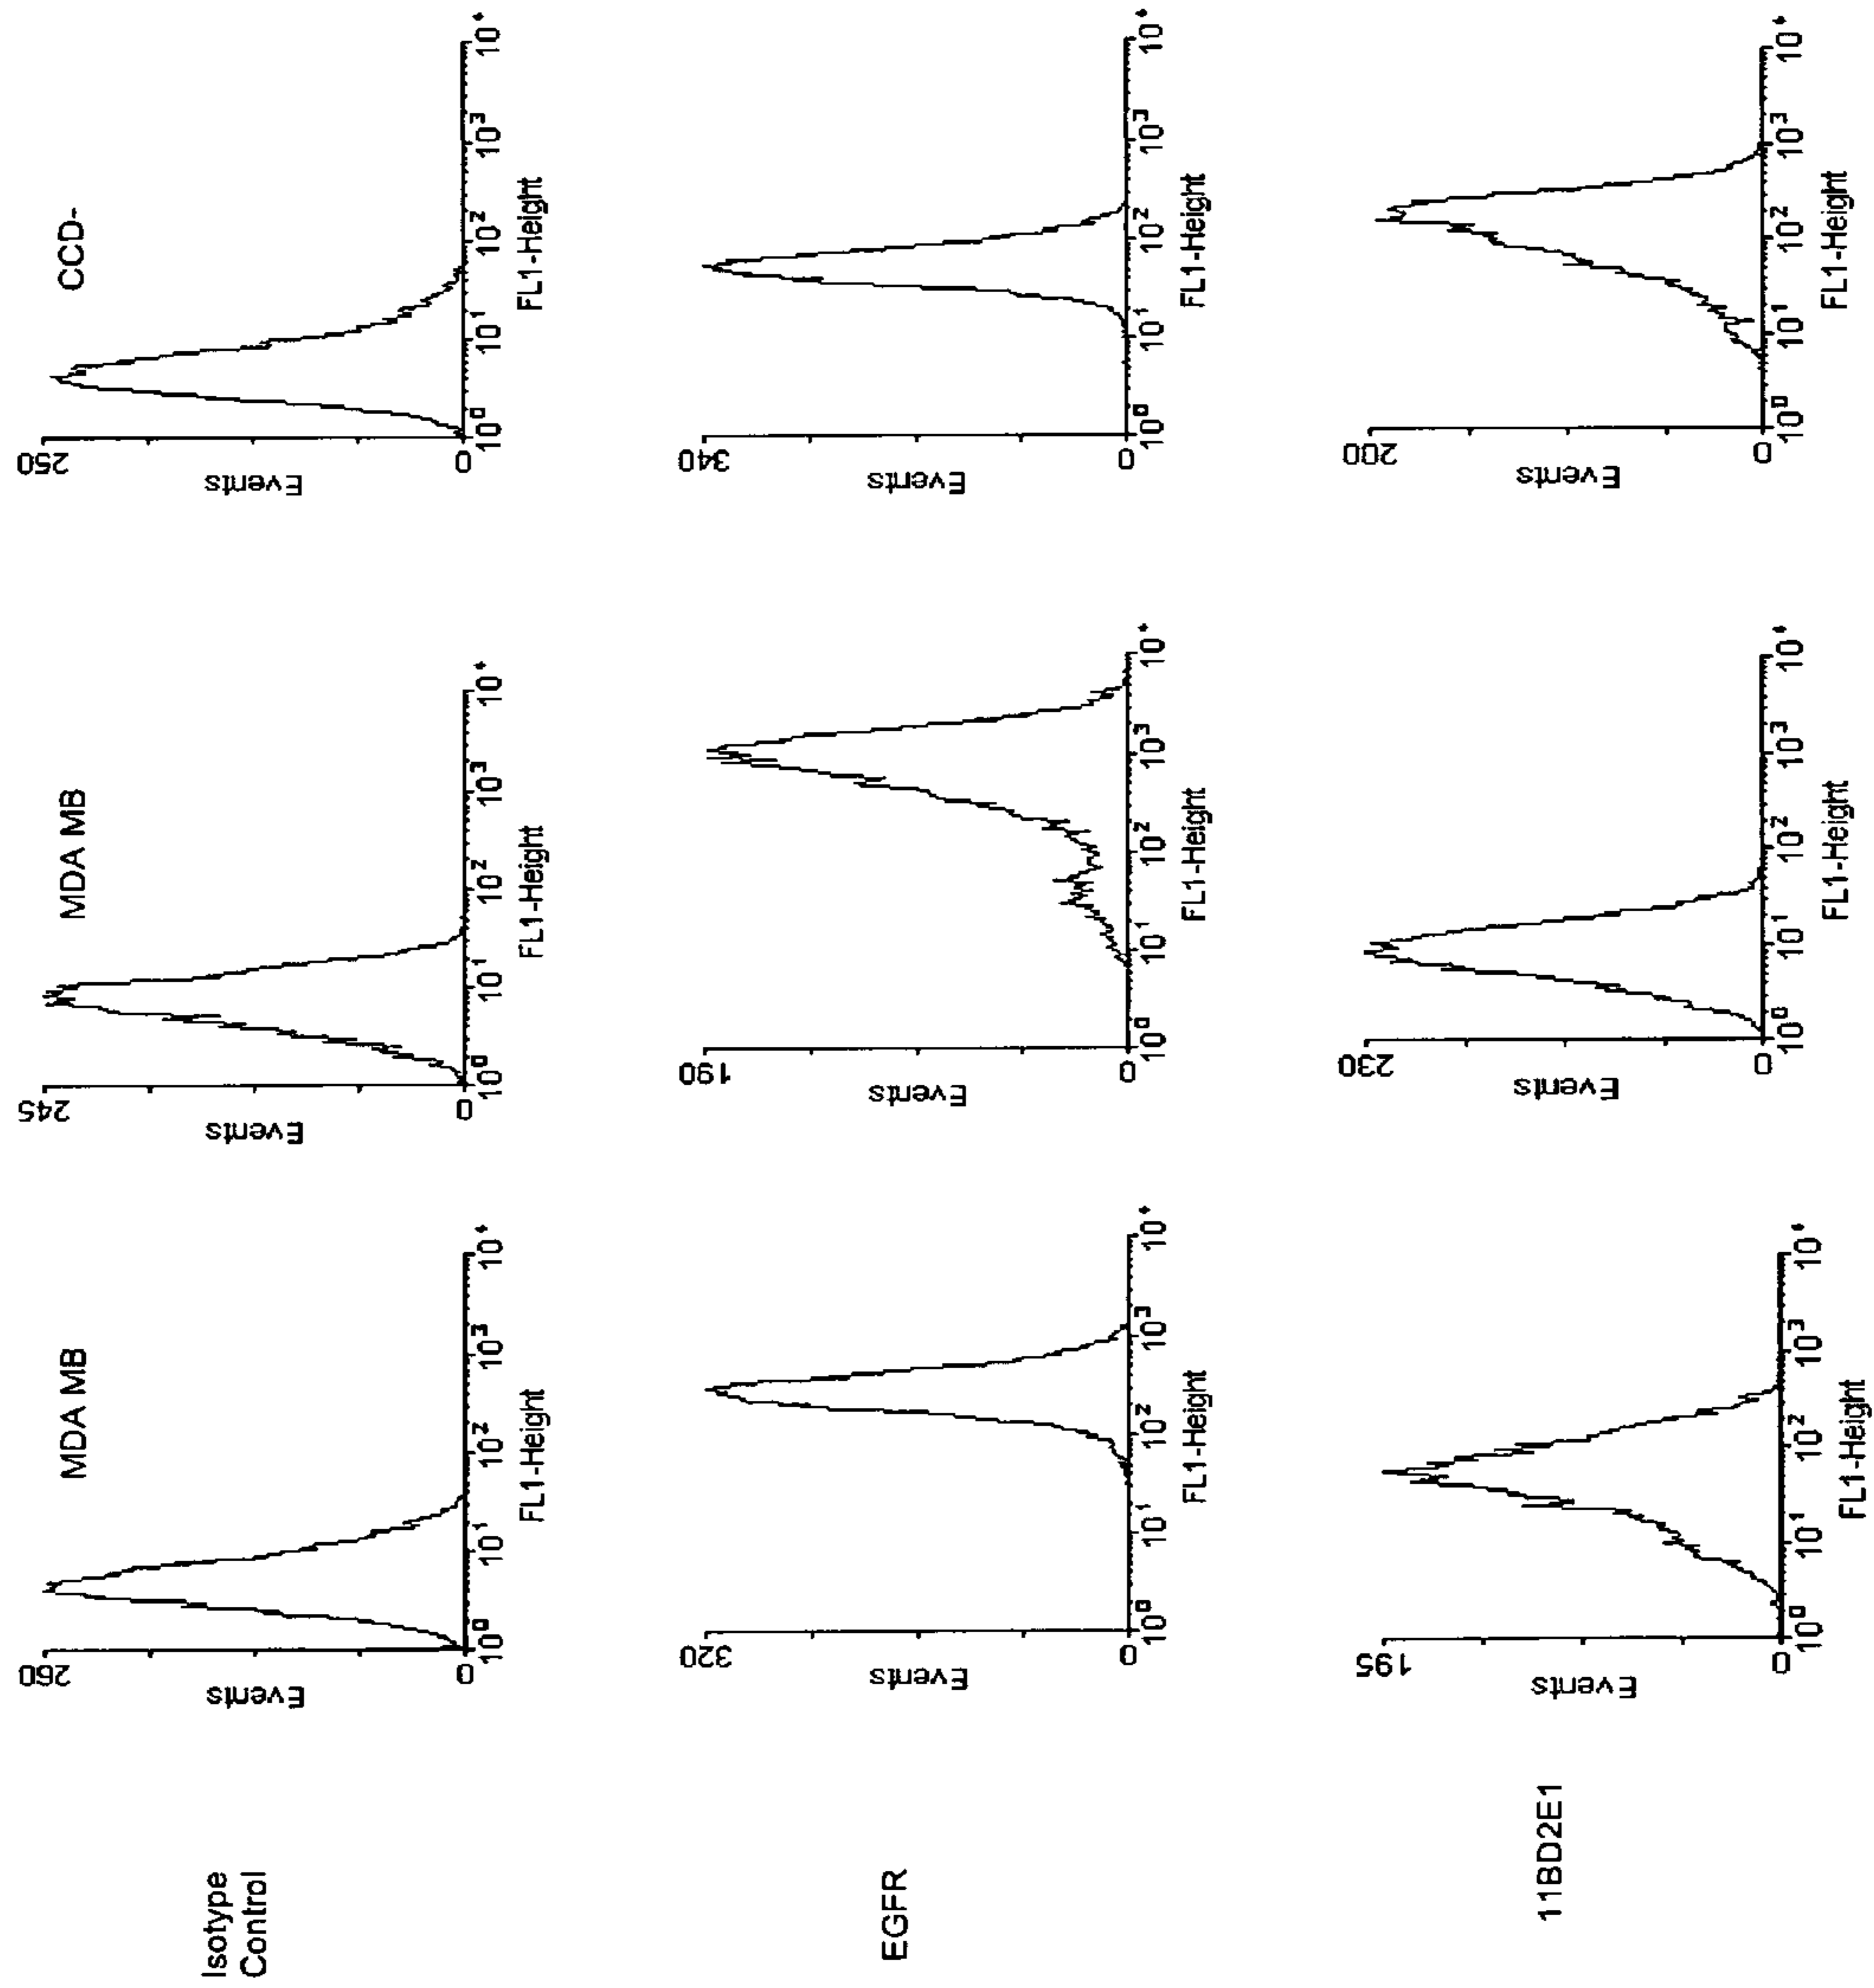 MDA MB
MDA MB
CCD-
Isotype
Control
260
Events
0
10⁰ 10¹ 10² 10³ 10⁴
FL1-Height
245
Events
0
10⁰ 10¹ 10² 10³ 10⁴
FL1-Height
250
Events
0
10⁰ 10¹ 10² 10³ 10⁴
FL1-Height
EGFR
320
Events
0
10⁰ 10¹ 10² 10³ 10⁴
FL1-Height
190
Events
0
10⁰ 10¹ 10² 10³ 10⁴
FL1-Height
340
Events
0
10⁰ 10¹ 10² 10³ 10⁴
FL1-Height
11BD2E1
195
Events
0
10⁰ 10¹ 10² 10³ 10⁴
FL1-Height
230
Events
0
10⁰ 10¹ 10² 10³ 10⁴
FL1-Height
200
Events
0
10⁰ 10¹ 10² 10³ 10⁴
FL1-Height